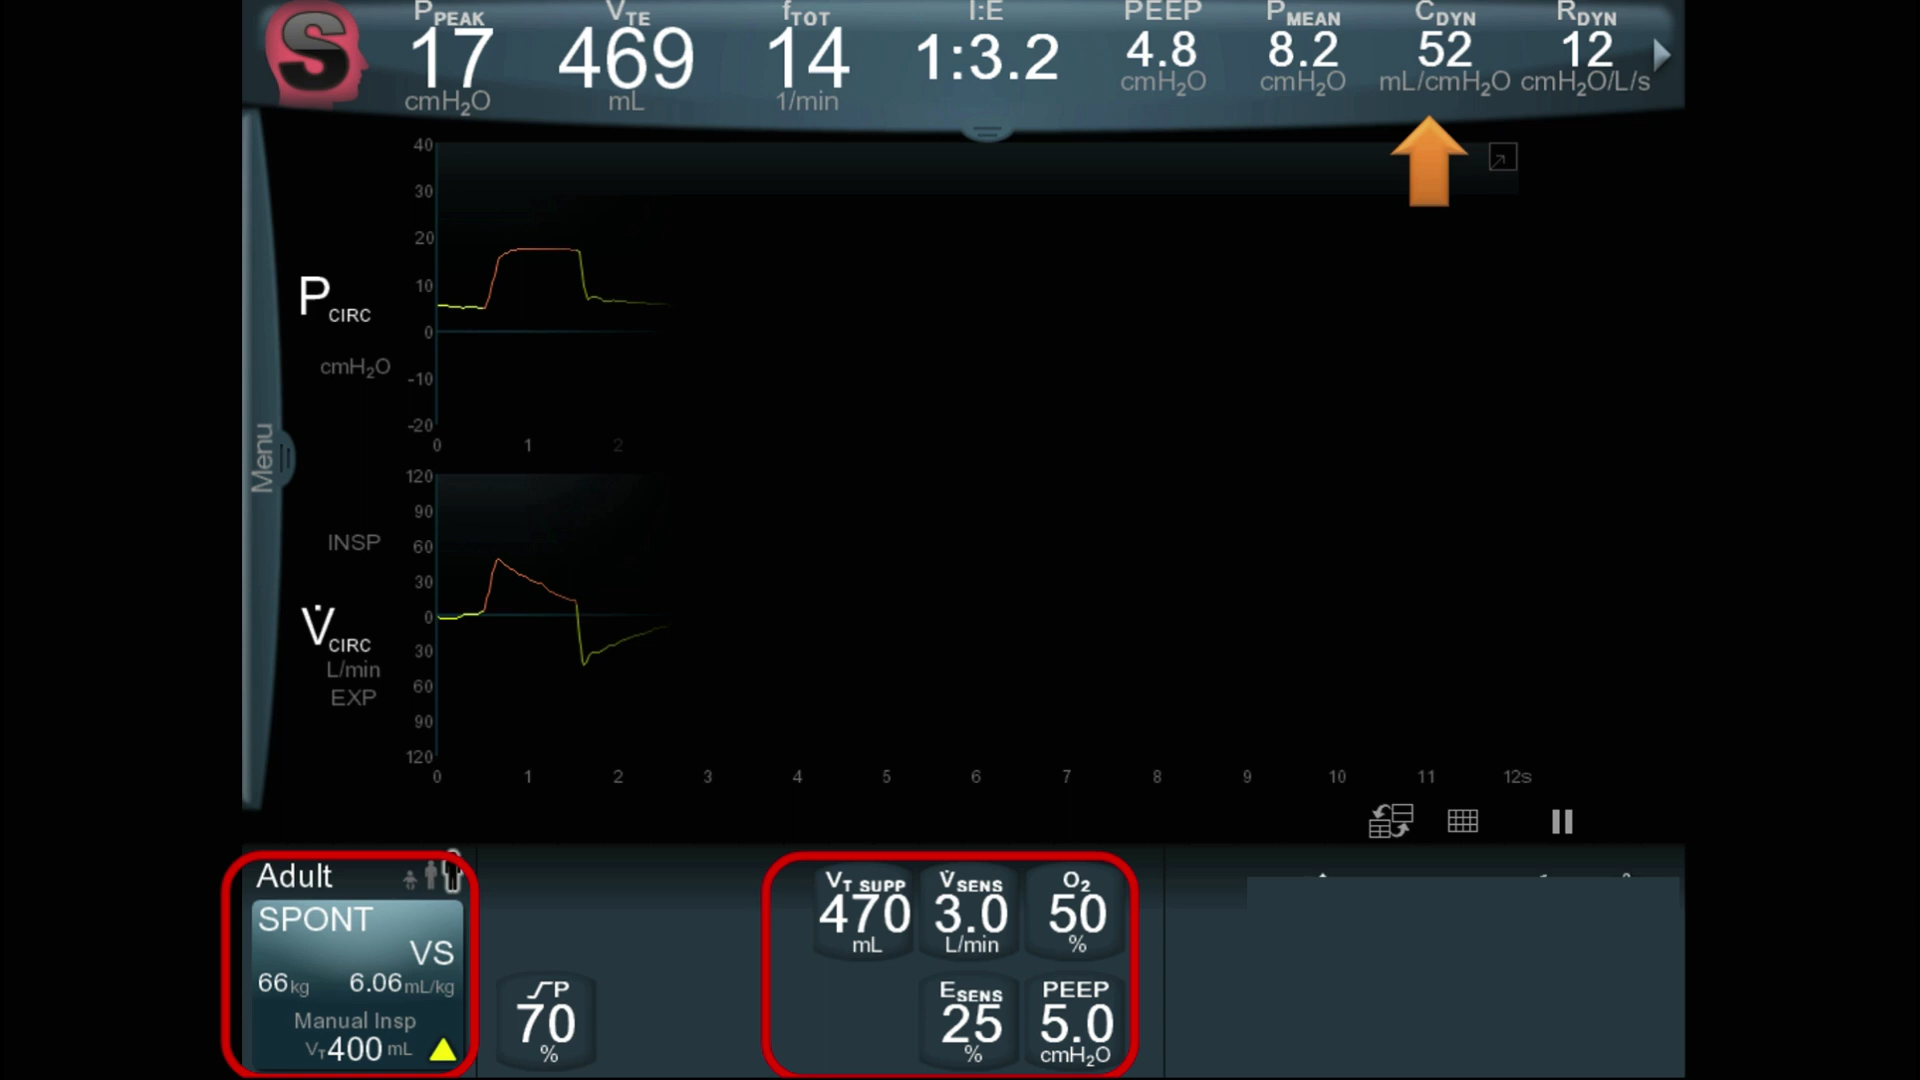 S
PPEAK
17
cmH2O
VTE
469
mL
fTOT
14
1/min
I:E
1:3.2
PEEP
4.8
cmH2O
PMEAN
8.2
cmH2O
CDYN
52
mL/cmH2O
RDYN
12
cmH2O/L/s
Menu
PCIRC
cmH2O
40
30
20
10
0
-10
-20
0 1 2
INSP
V̇CIRC
L/min
EXP
120
90
60
30
0
30
60
90
120
0 1 2 3 4 5 6 7 8 9 10 11 12s
Adult
SPONT
VS
66kg 6.06mL/kg
Manual Insp
VT400 mL
P
70
%
VT SUPP
470
mL
V̇SENS
3.0
L/min
O2
50
%
ESENS
25
%
PEEP
5.0
cmH2O